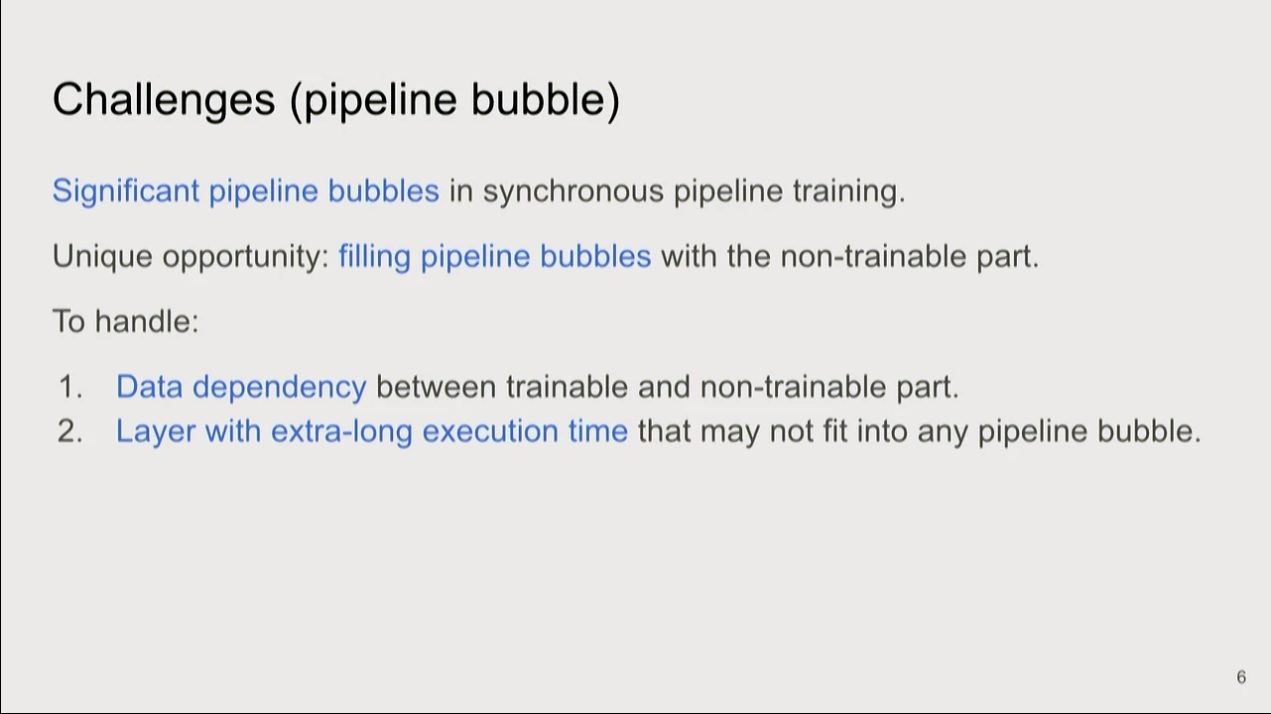 Challenges (pipeline bubble)
Significant pipeline bubbles in synchronous pipeline training.
Unique opportunity: filling pipeline bubbles with the non-trainable part.
To handle:
1. Data dependency between trainable and non-trainable part.
2. Layer with extra-long execution time that may not fit into any pipeline bubble.
6